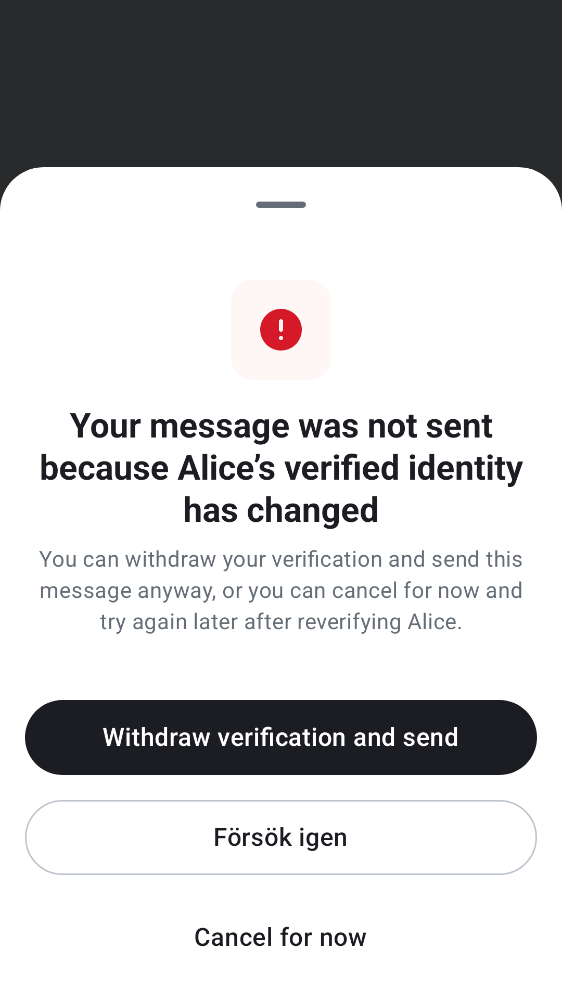 Your message was not sent
because Alice’s verified identity
has changed
You can withdraw your verification and send this
message anyway, or you can cancel for now and
try again later after reverifying Alice.
Withdraw verification and send
Försök igen
Cancel for now